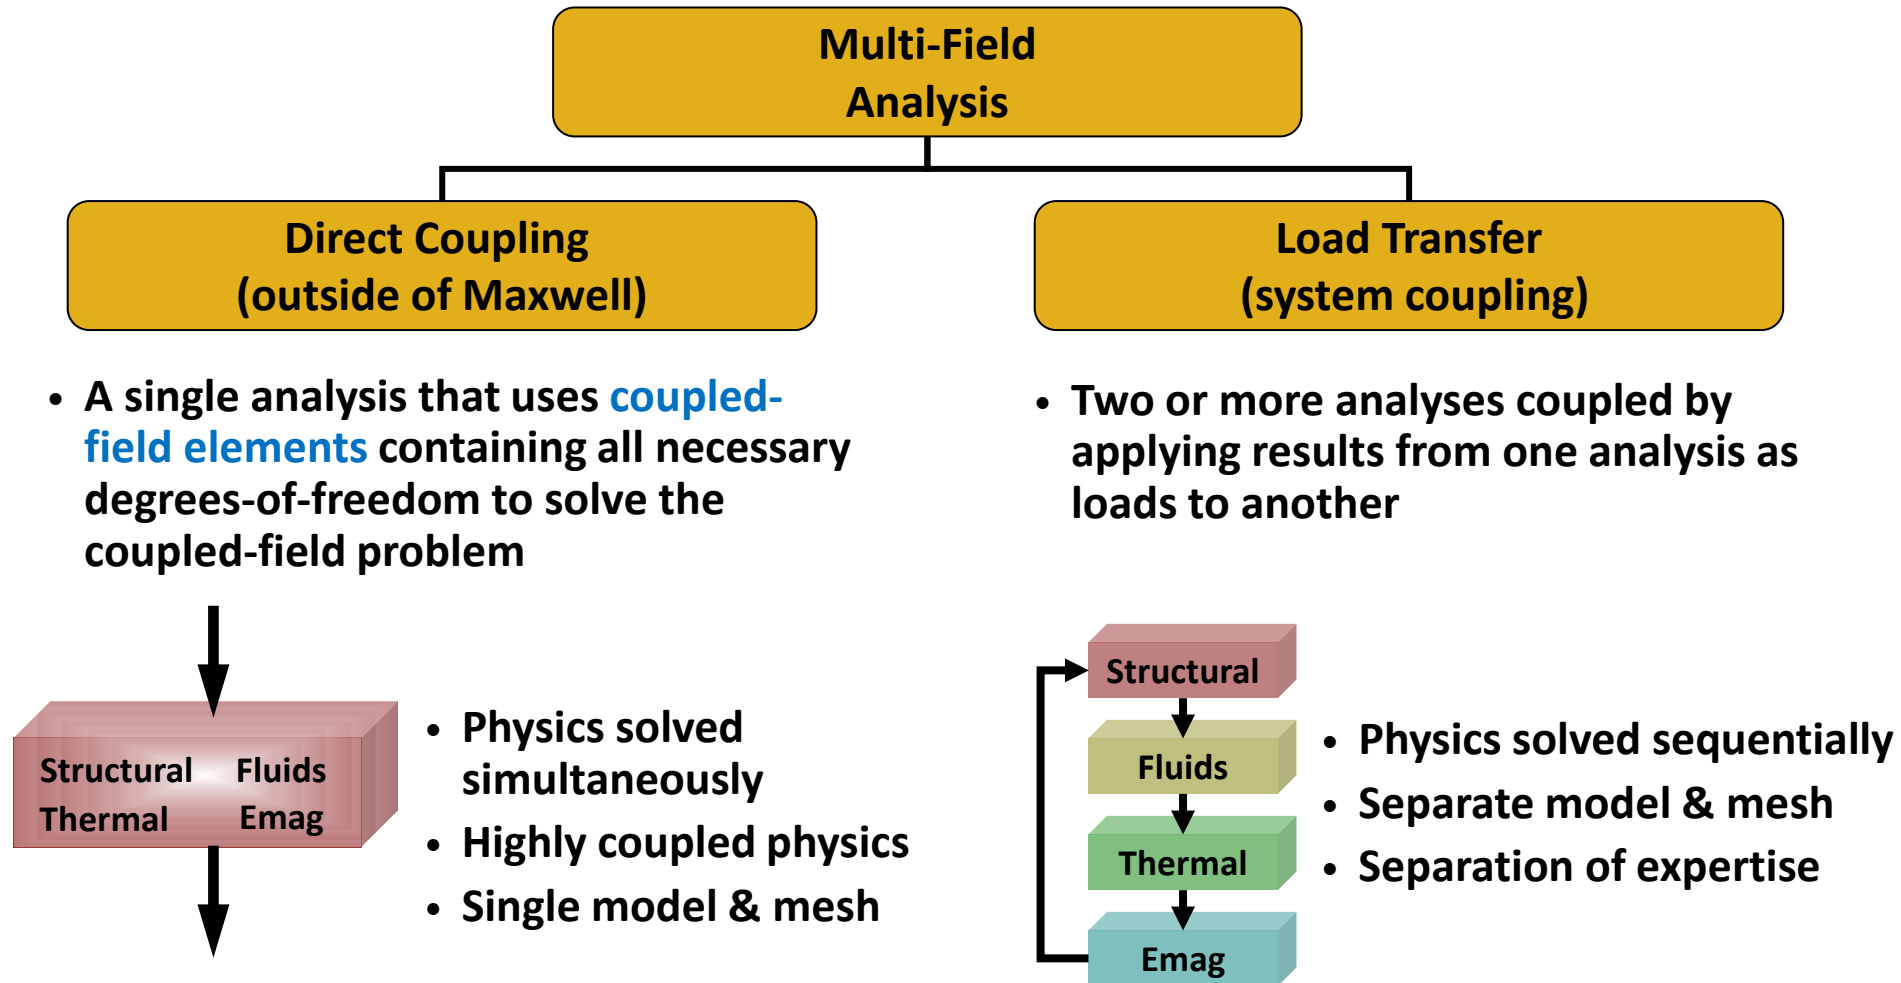 Multi-Field
Analysis
Direct Coupling
(outside of Maxwell)
Load Transfer
(system coupling)
• A single analysis that uses coupled-
field elements containing all necessary
degrees-of-freedom to solve the
coupled-field problem
• Two or more analyses coupled by
applying results from one analysis as
loads to another
Structural Fluids
Thermal Emag
• Physics solved
simultaneously
• Highly coupled physics
• Single model & mesh
Structural
Fluids
Thermal
Emag
• Physics solved sequentially
• Separate model & mesh
• Separation of expertise